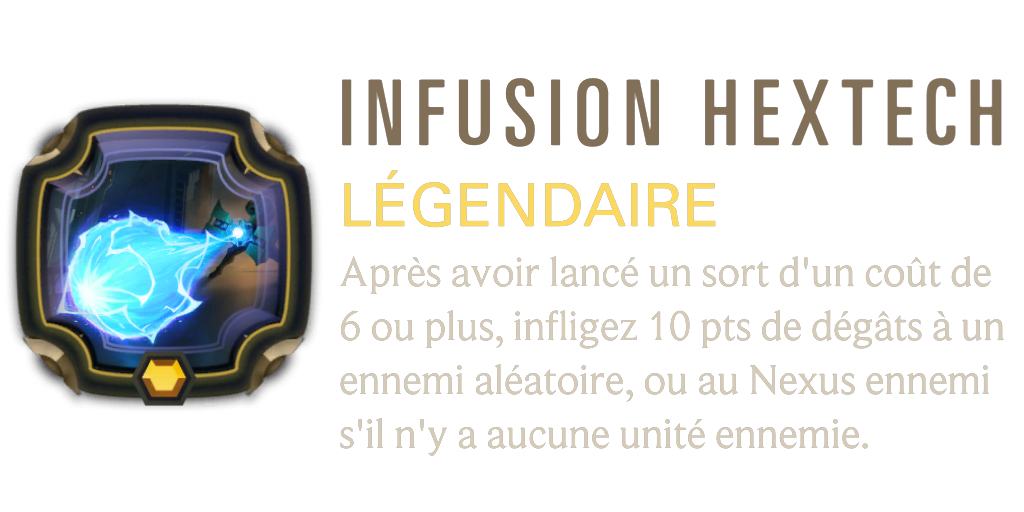 INFUSION HEXTECH
LÉGENDAIRE
Après avoir lancé un sort d'un coût de
6 ou plus, infligez 10 pts de dégâts à un
ennemi aléatoire, ou au Nexus ennemi
s'il n'y a aucune unité ennemie.